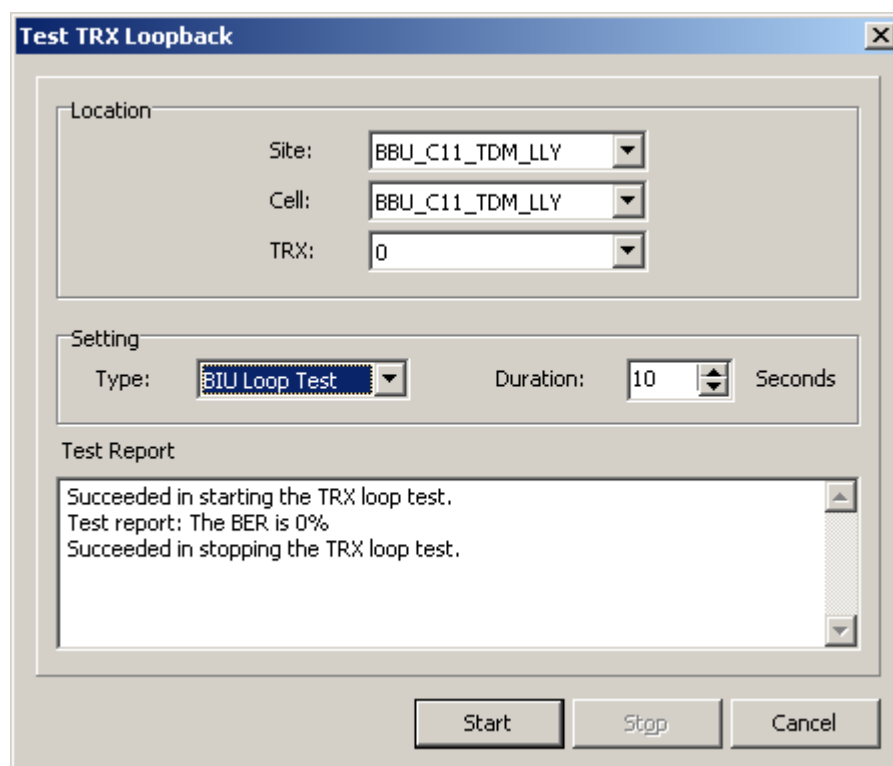 Test TRX Loopback
Location
Site: BBU_C11_TDM_LLY
Cell: BBU_C11_TDM_LLY
TRX: 0
Setting
Type: BIU Loop Test Duration: 10 Seconds
Test Report
Succeeded in starting the TRX loop test.
Test report: The BER is 0%
Succeeded in stopping the TRX loop test.
Start Stop Cancel